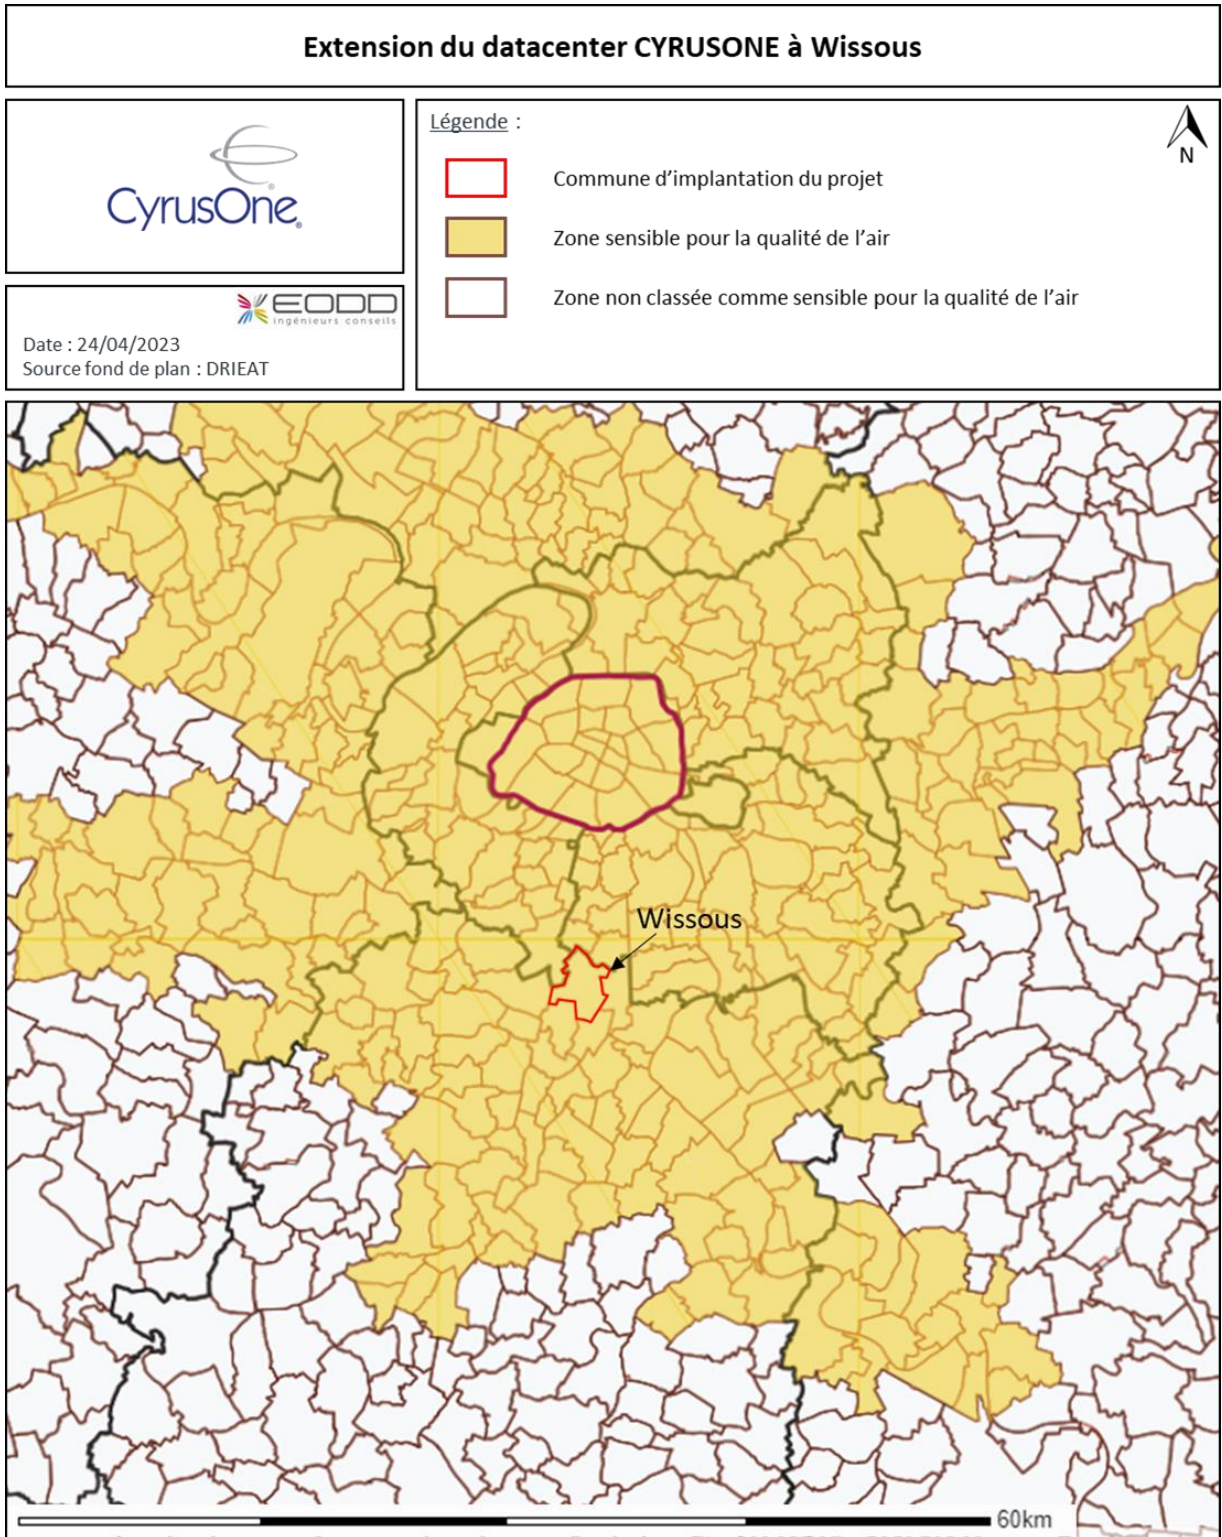 Extension du datacenter CYRUSONE à Wissous
CyrusOne®
EODD
ingénieurs conseils
Date : 24/04/2023
Source fond de plan : DRIEAT
Légende :
N
Commune d’implantation du projet
Zone sensible pour la qualité de l’air
Zone non classée comme sensible pour la qualité de l’air
Wissous
60km